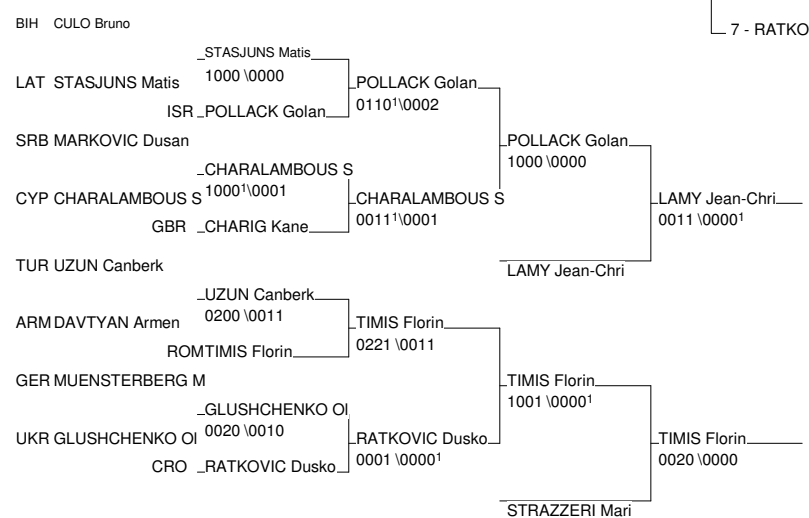 BIH CULO Bruno
7 - RATKO
STASJUNS Matis
LAT STASJUNS Matis 1000 \0000 POLLACK Golan
ISR POLLACK Golan 0110¹\0002
SRB MARKOVIC Dusan POLLACK Golan
CHARALAMBOUS S 1000 \0000
CYP CHARALAMBOUS S 1000¹\0001 CHARALAMBOUS S LAMY Jean-Chri
GBR CHARIG Kane 0011¹\0001 0011 \0000¹
TUR UZUN Canberk LAMY Jean-Chri
UZUN Canberk
ARM DAVTYAN Armen 0200 \0011 TIMIS Florin
ROM TIMIS Florin 0221 \0011
GER MUENSTERBERG M TIMIS Florin
GLUSHCHENKO Ol 1001 \0000¹
UKR GLUSHCHENKO Ol 0020 \0010 RATKOVIC Dusko TIMIS Florin
CRO RATKOVIC Dusko 0001 \0000¹ 0020 \0000
STRAZZERI Mari